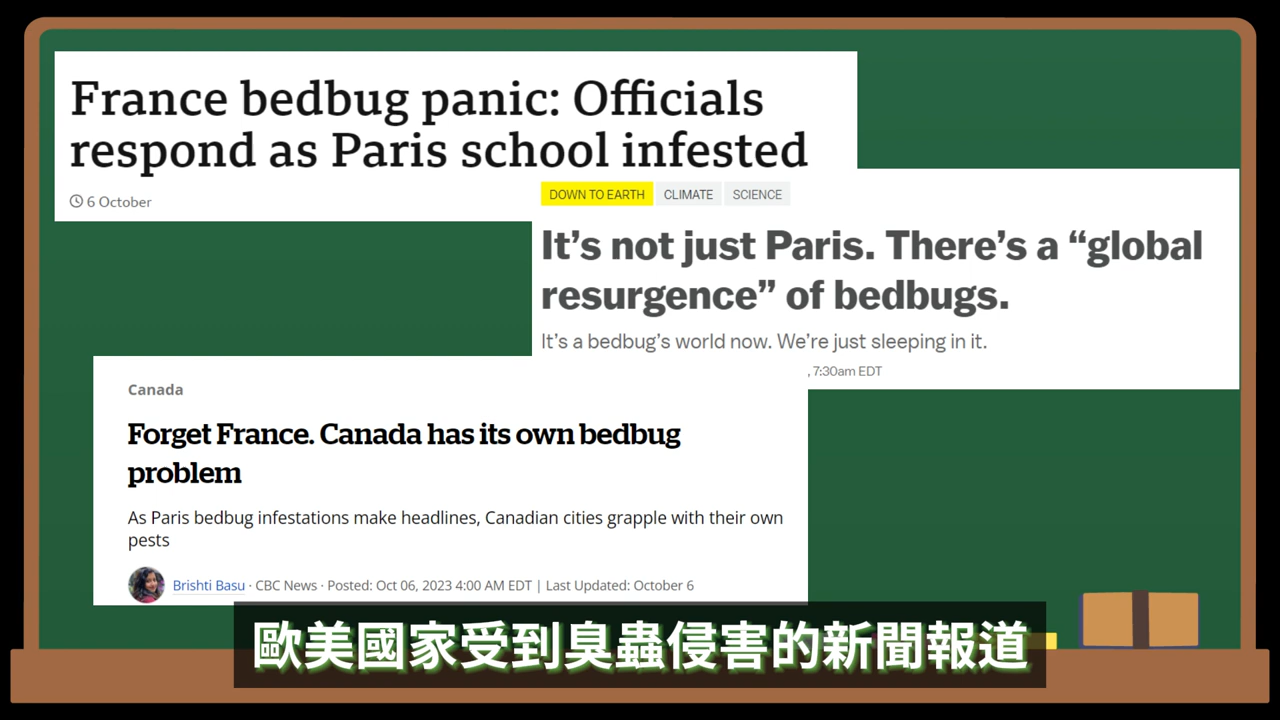 France bedbug panic: Officials
respond as Paris school infested
6 October
DOWN TO EARTH CLIMATE SCIENCE
It’s not just Paris. There’s a “global
resurgence” of bedbugs.
It’s a bedbug’s world now. We’re just sleeping in it.
, 7:30am EDT
Canada
Forget France. Canada has its own bedbug
problem
As Paris bedbug infestations make headlines, Canadian cities grapple with their own
pests
Brishti Basu · CBC News · Posted: Oct 06, 2023 4:00 AM EDT | Last Updated: October 6
歐美國家受到臭蟲侵害的新聞報道